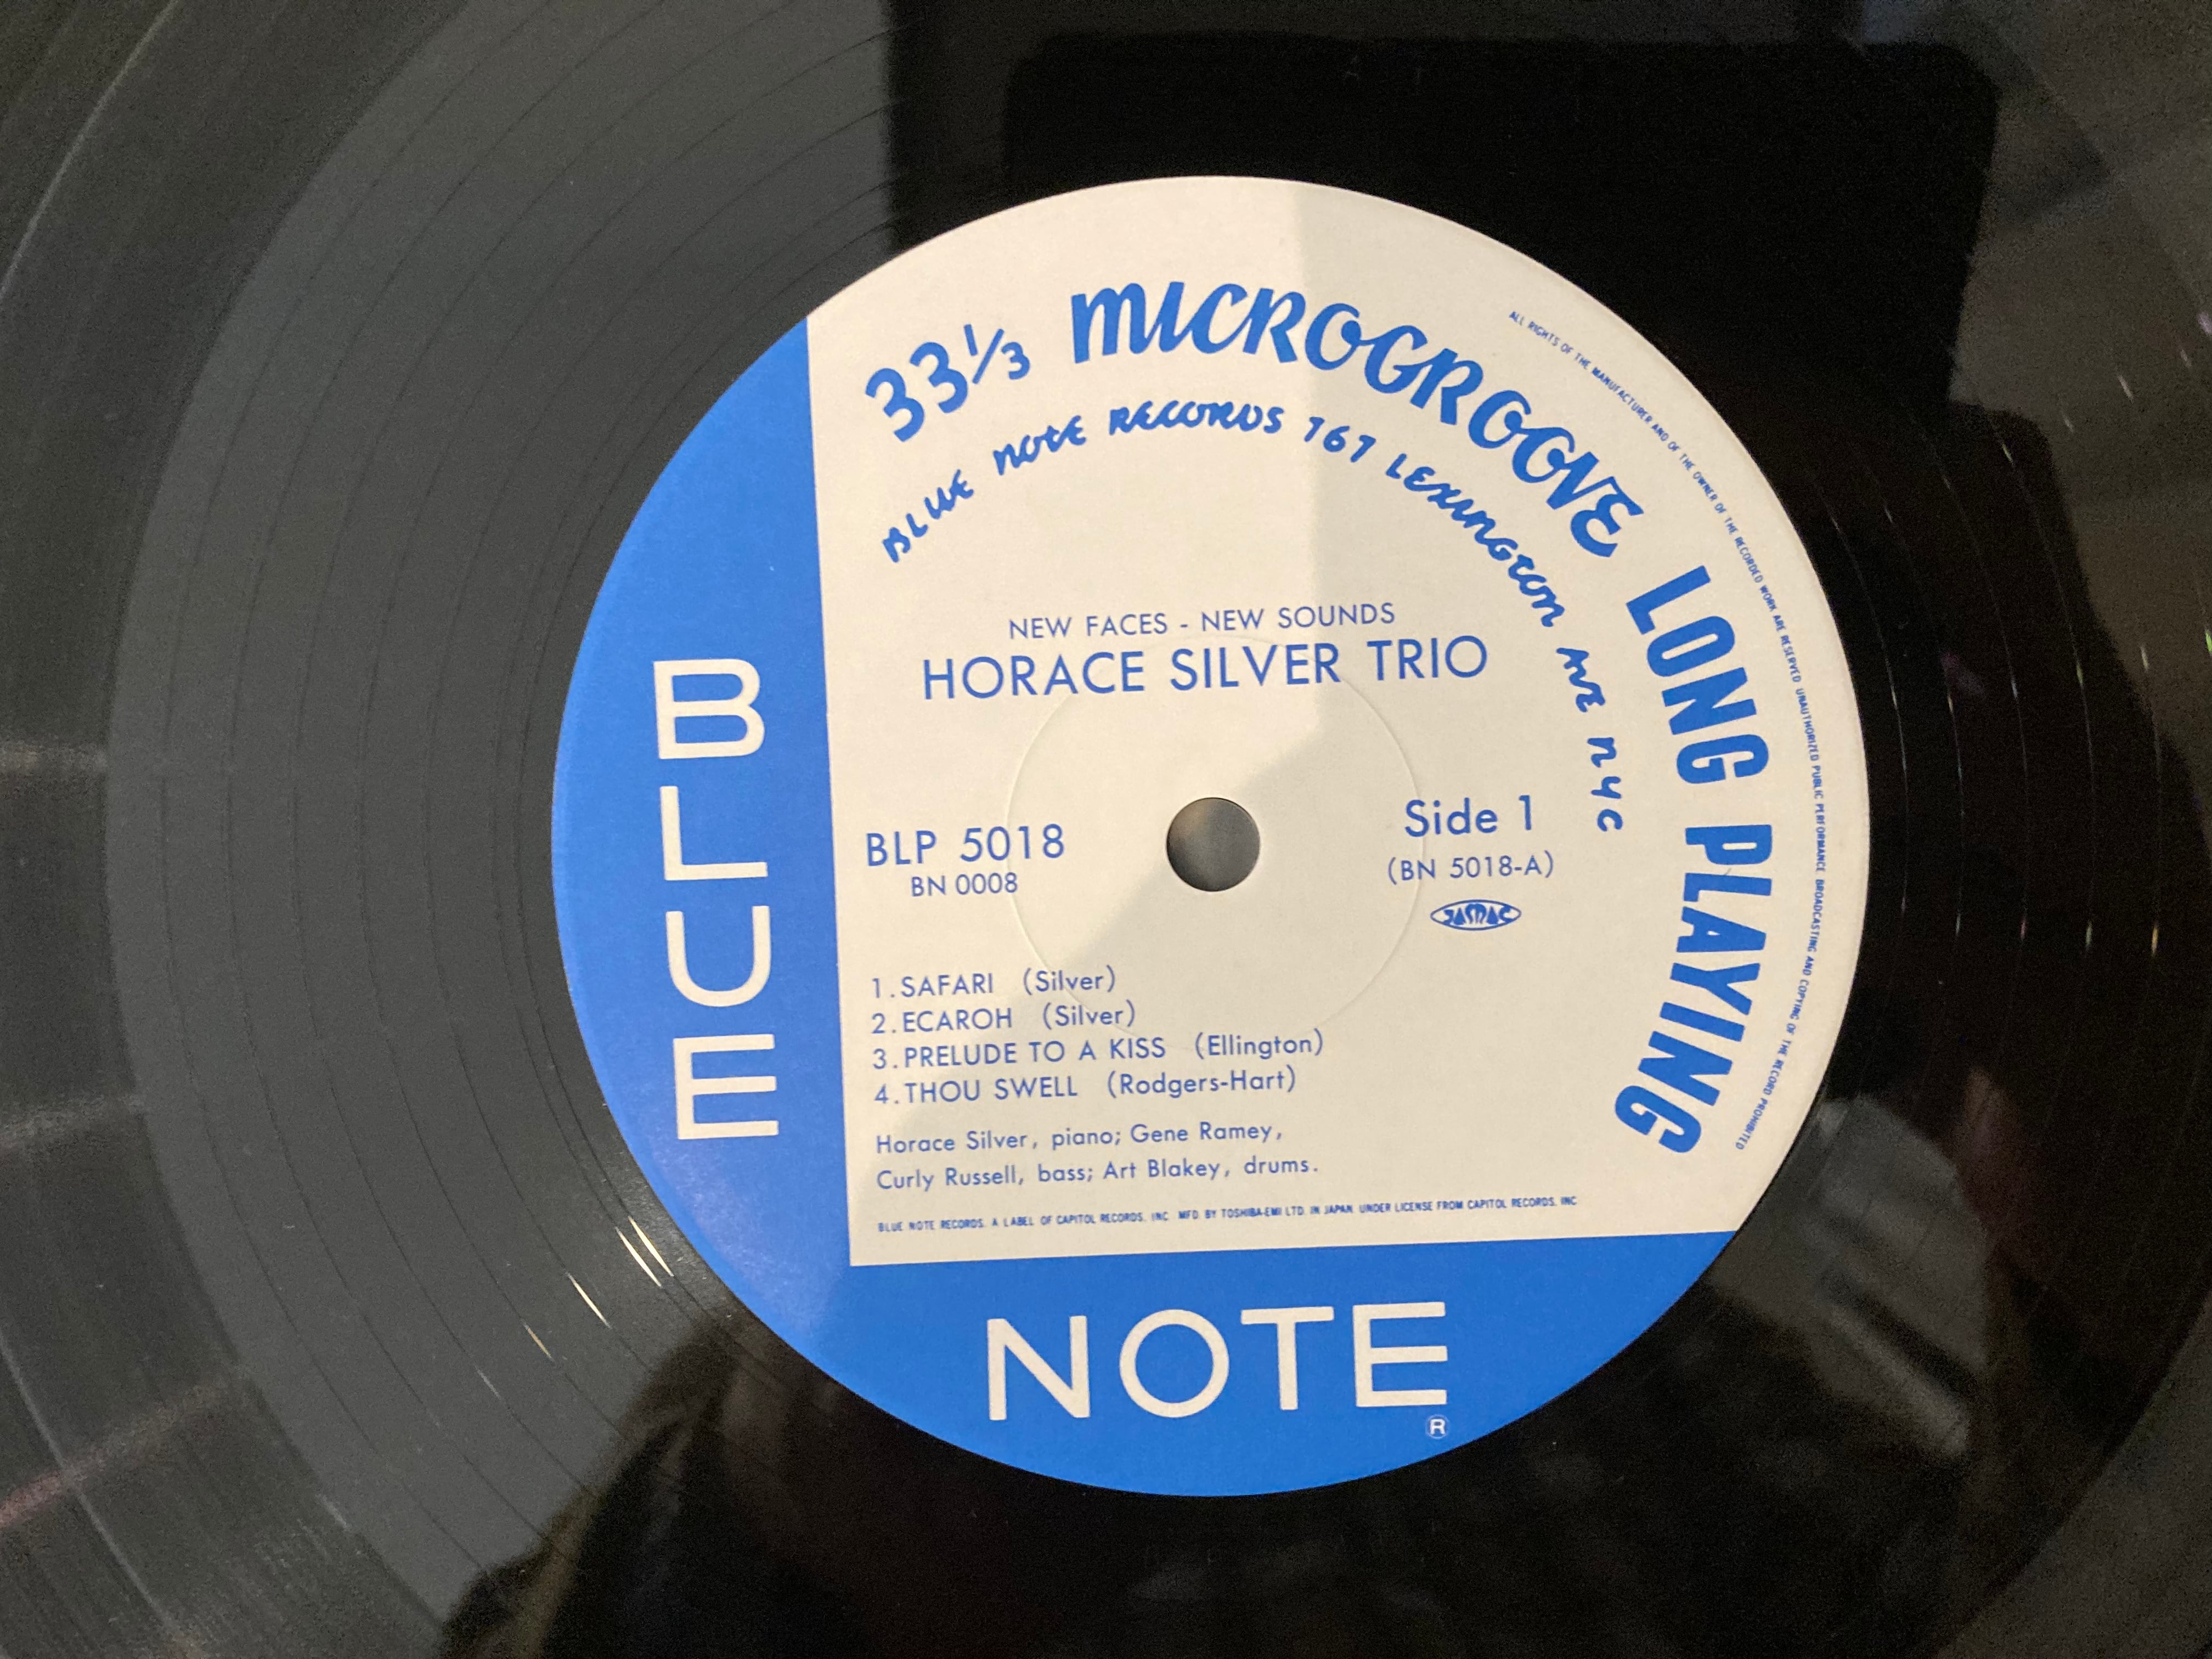 33⅓ MICROGROOVE LONG PLAYING
BLUE NOTE RECORDS 767 LEXINGTON AVE NYC
ALL RIGHTS OF THE MANUFACTURER AND OF THE OWNER OF THE RECORDED WORK ARE RESERVED UNAUTHORIZED PUBLIC PERFORMANCE BROADCASTING AND COPYING OF THE RECORD PROHIBITED
NEW FACES - NEW SOUNDS
HORACE SILVER TRIO
BLP 5018
BN 0008
Side 1
(BN 5018-A)
JASRAC
1.SAFARI (Silver)
2.ECAROH (Silver)
3.PRELUDE TO A KISS (Ellington)
4.THOU SWELL (Rodgers-Hart)
Horace Silver, piano; Gene Ramey,
Curly Russell, bass; Art Blakey, drums.
BLUE NOTE RECORDS. A LABEL OF CAPITOL RECORDS, INC. MFD. BY TOSHIBA-EMI LTD. IN JAPAN. UNDER LICENSE FROM CAPITOL RECORDS, INC
BLUE
NOTE
®